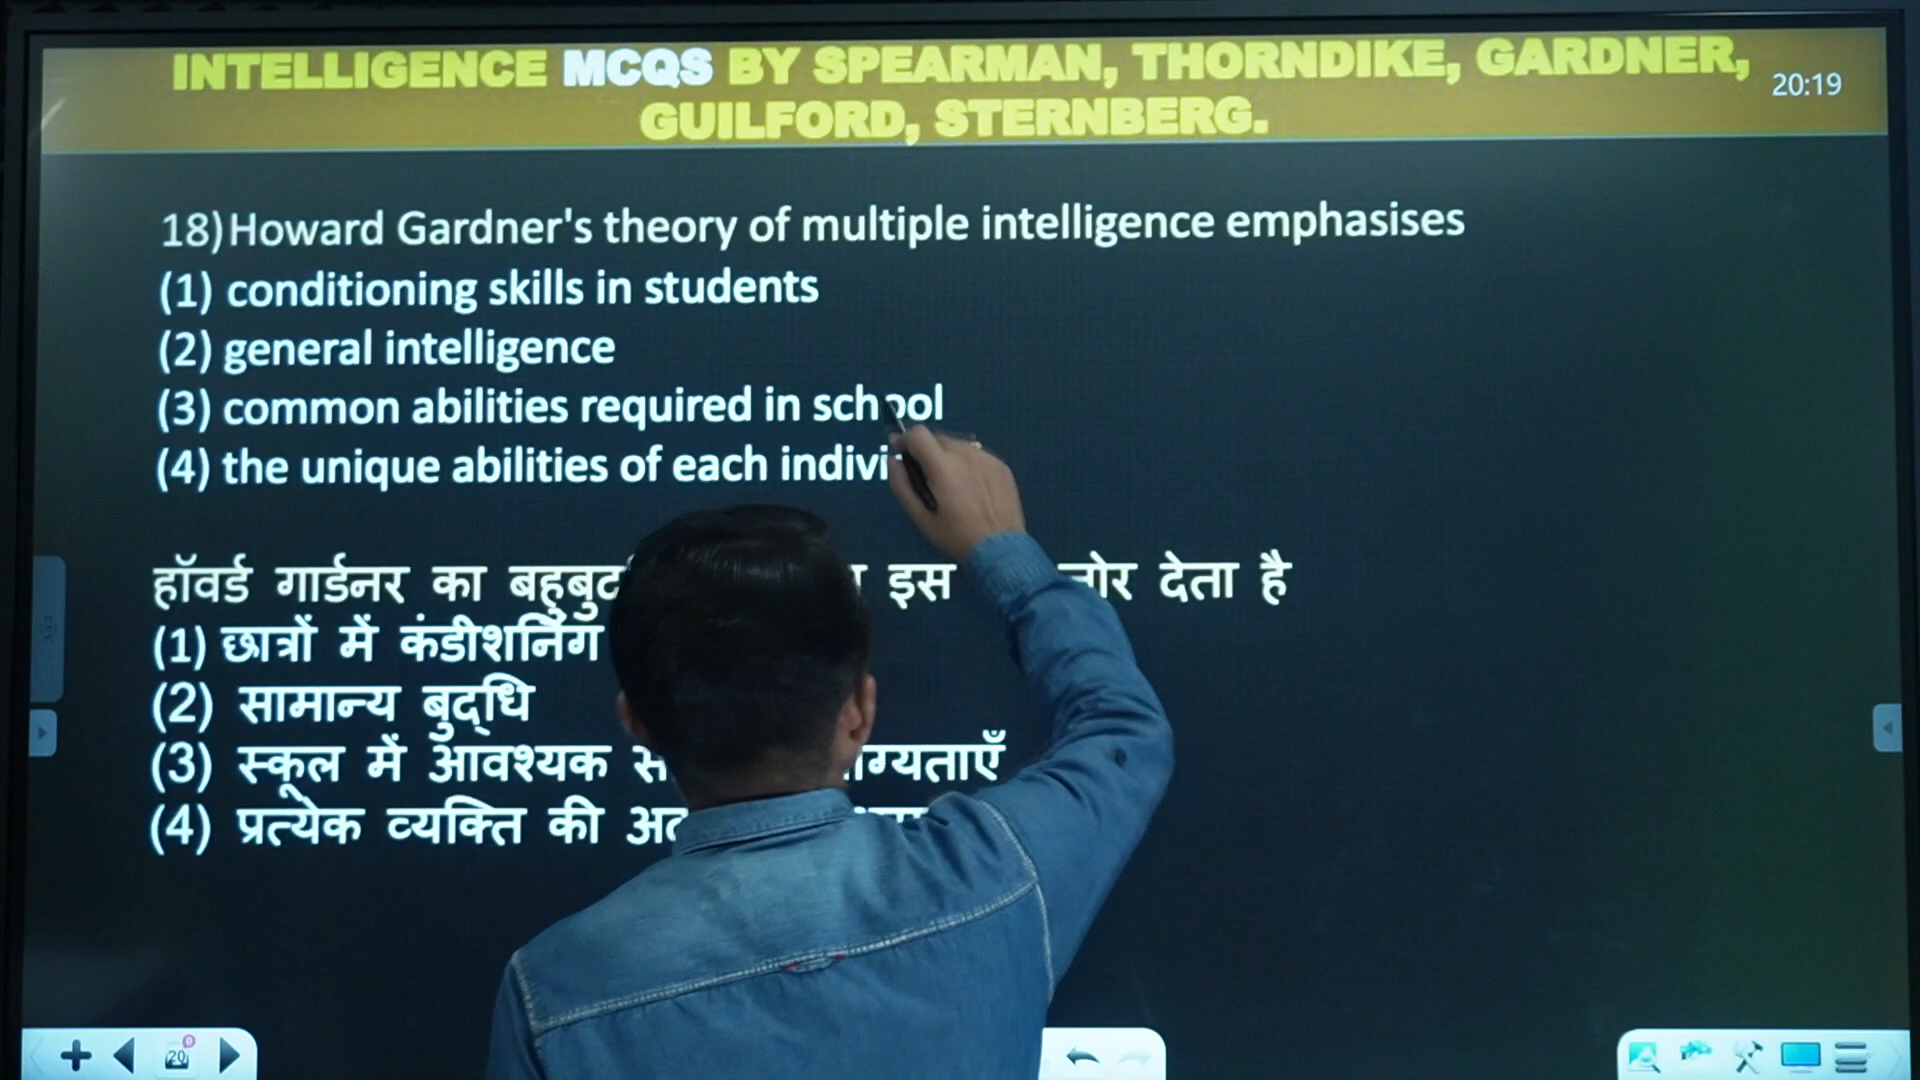 INTELLIGENCE MCQS BY SPEARMAN, THORNDIKE, GARDNER,
GUILFORD, STERNBERG.
20:19
18) Howard Gardner's theory of multiple intelligence emphasises
(1) conditioning skills in students
(2) general intelligence
(3) common abilities required in school
(4) the unique abilities of each
हॉवर्ड गार्डनर का इस देता है
(1) छात्रों में कंडीशनिंग
(2) सामान्य बुद्धि
(3) स्कूल में आवश्यक
(4) प्रत्येक व्यक्ति की
20
0